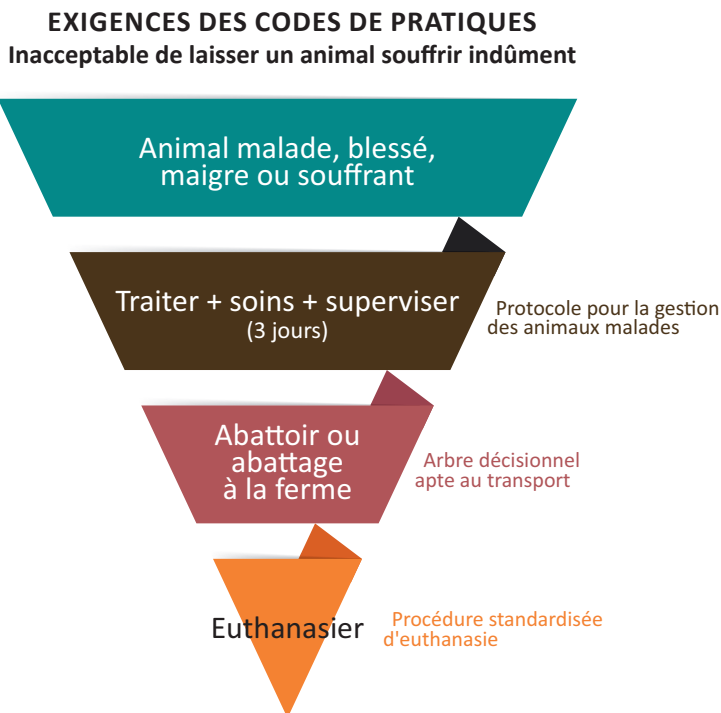 EXIGENCES DES CODES DE PRATIQUES
Inacceptable de laisser un animal souffrir indûment
Animal malade, blessé,
maigre ou souffrant
Traiter + soins + superviser
(3 jours)
Protocole pour la gestion
des animaux malades
Abattoir ou
abattage
à la ferme
Arbre décisionnel
apte au transport
Euthanasier
Procédure standardisée
d'euthanasie